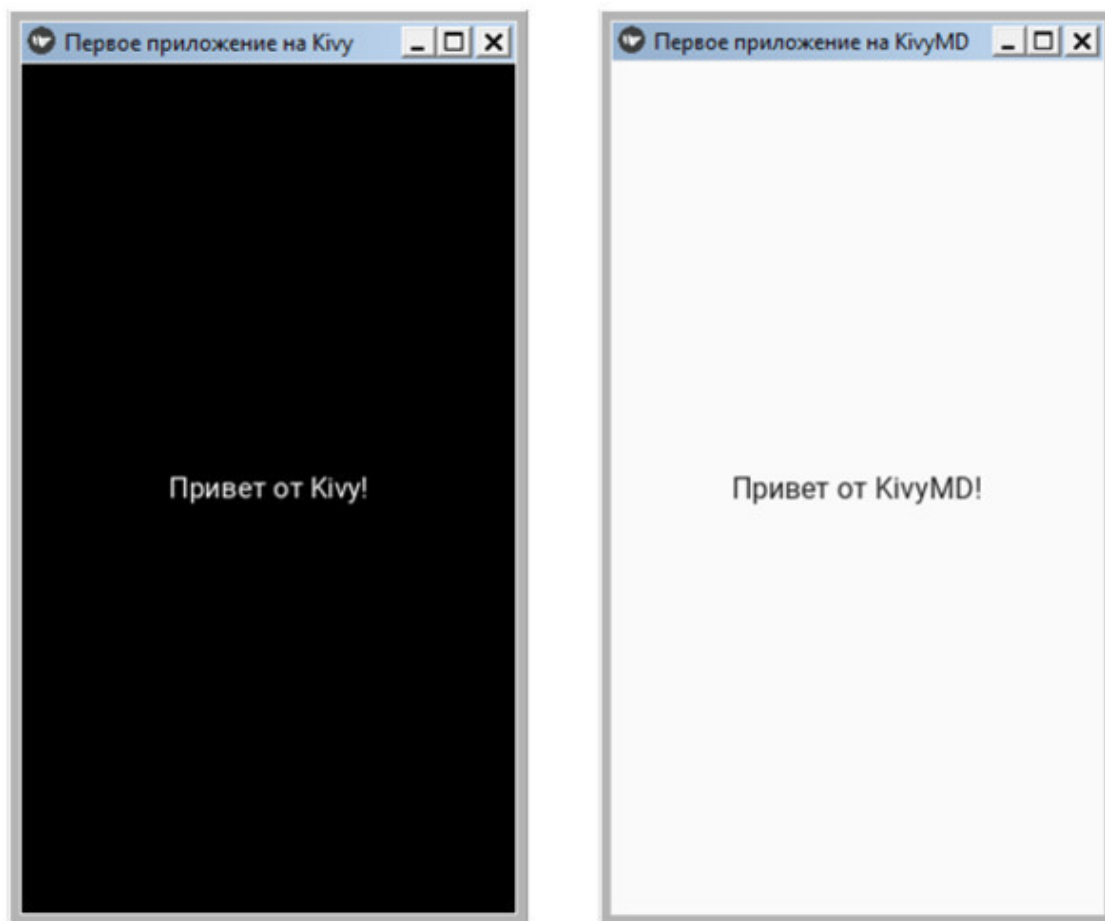 Первое приложение на Kivy
Привет от Kivy!
Первое приложение на KivyMD
Привет от KivyMD!